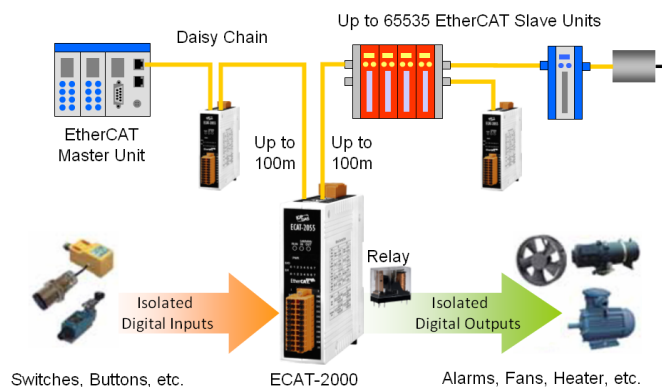 Up to 65535 EtherCAT Slave Units
Daisy Chain
EtherCAT
Master Unit
Up to
100m
Up to
100m
ECAT-2055
Relay
EtherCAT
Isolated
Digital Inputs
Isolated
Digital Outputs
Switches, Buttons, etc.
ECAT-2000
Alarms, Fans, Heater, etc.